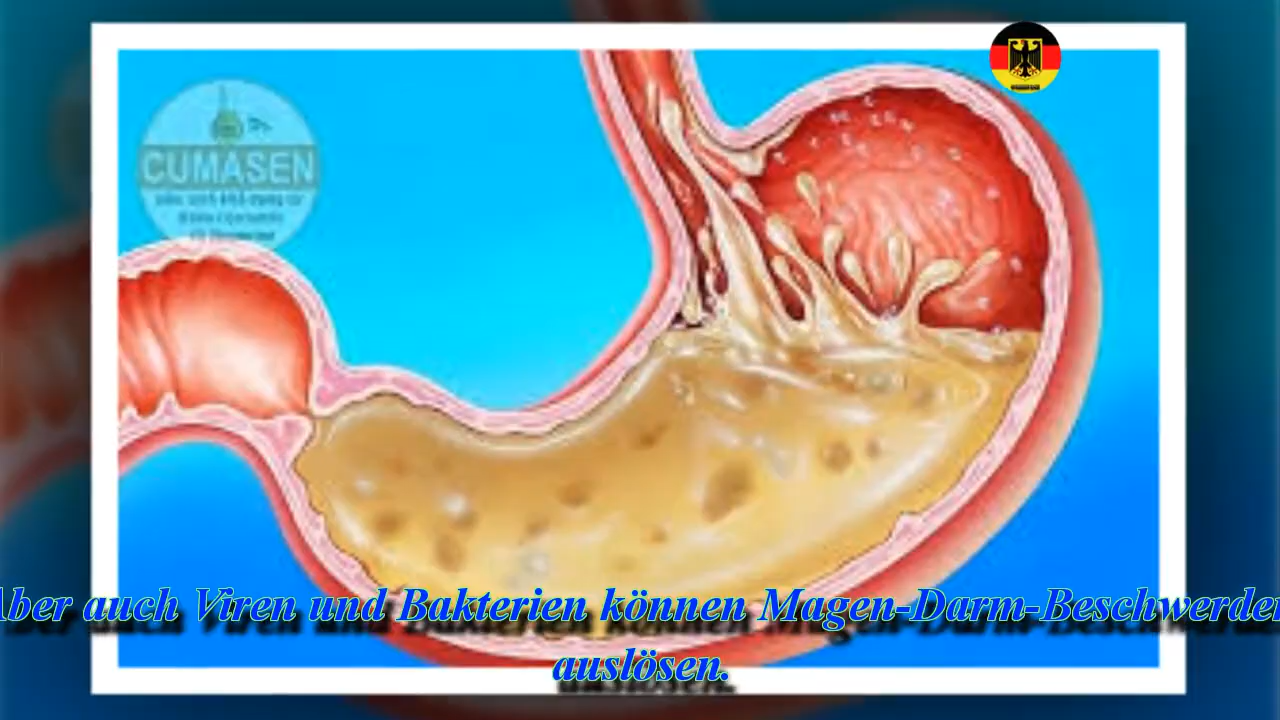 CUMASEN
Aber auch Viren und Bakterien können Magen-Darm-Beschwerden
auslösen.